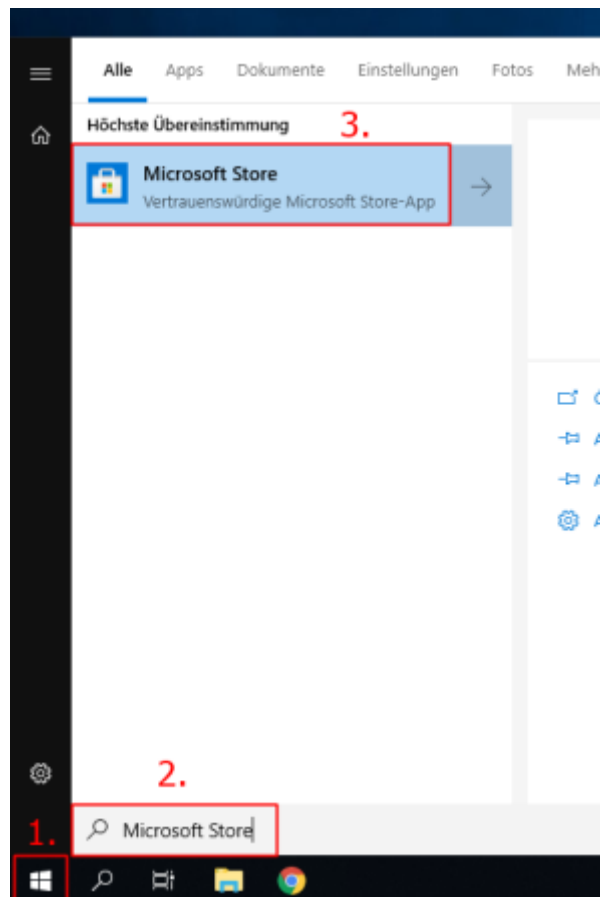 Alle Apps Dokumente Einstellungen Fotos
Höchste Übereinstimmung
3.
Microsoft Store
Vertrauenswürdige Microsoft Store-App
2.
1.
Microsoft Store